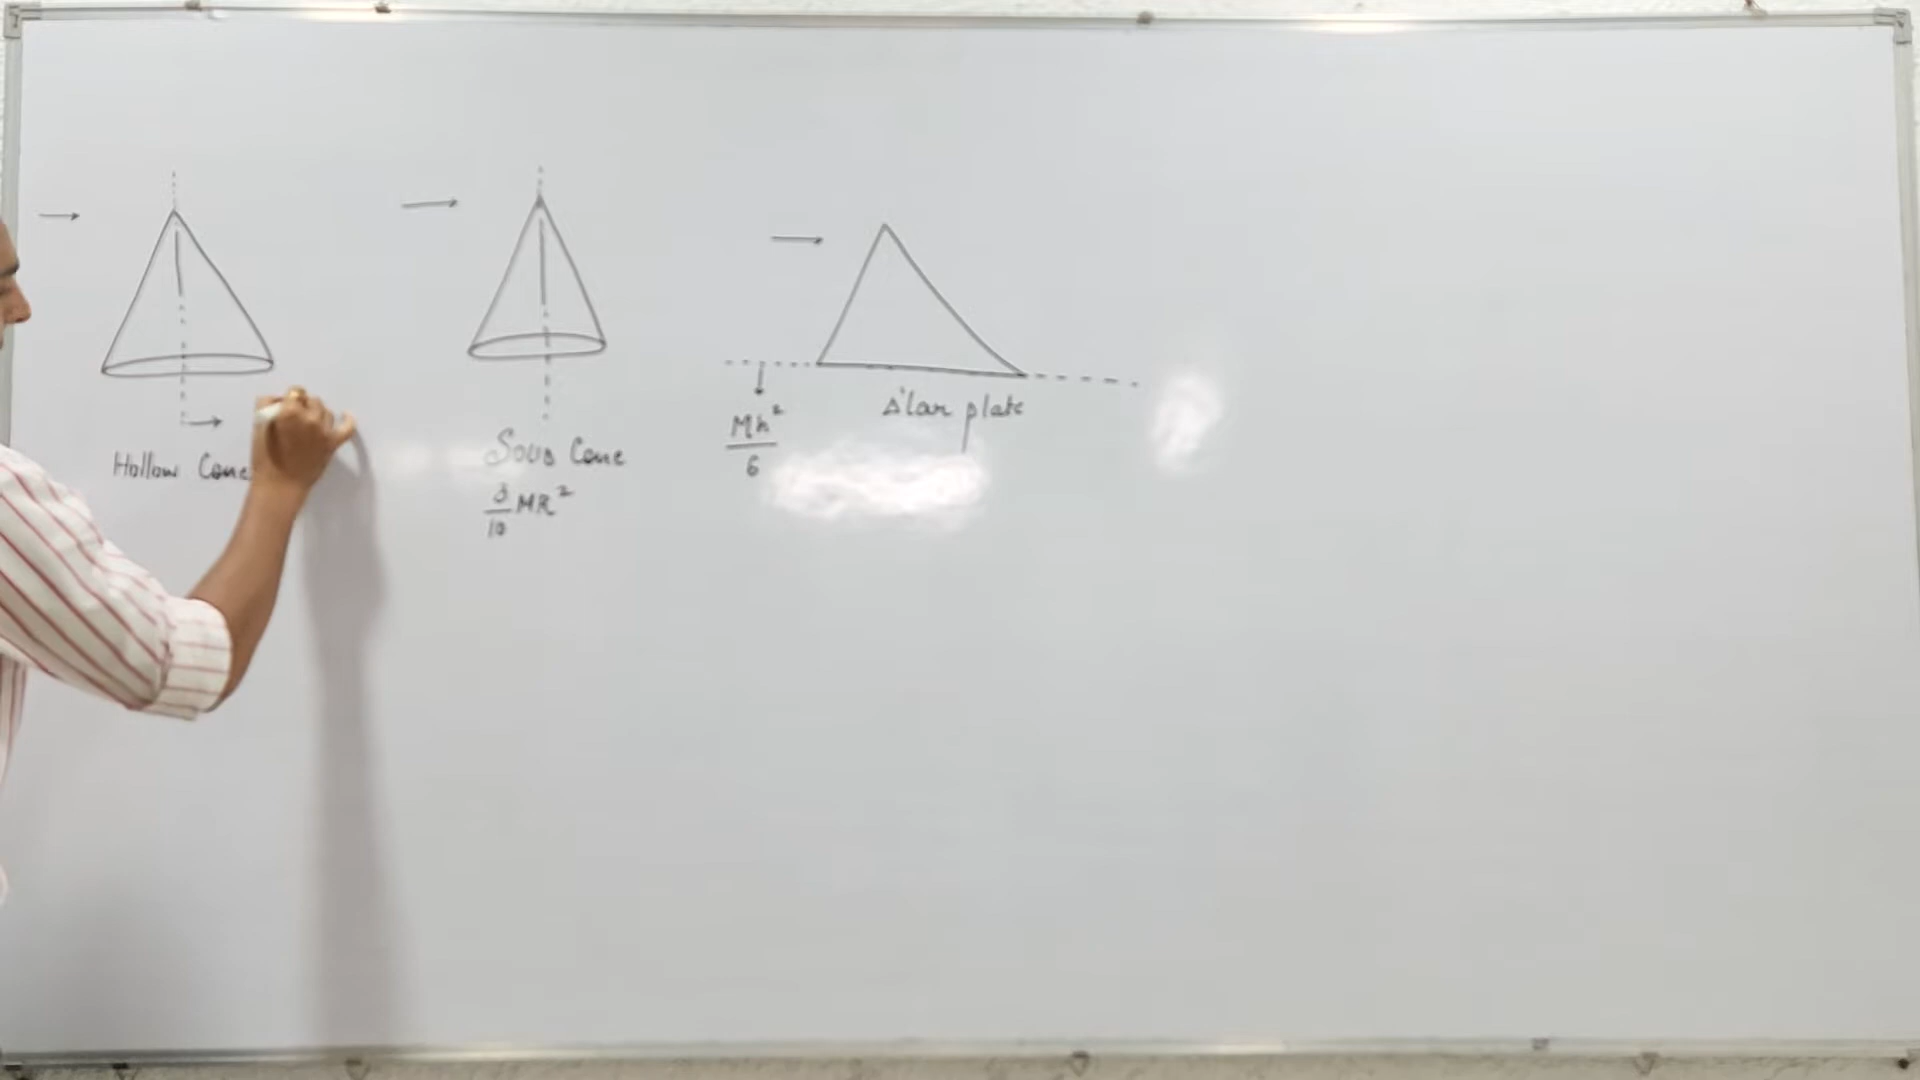 Hollow Cone
Solid Cone
3/10 MR²
Mh²/6
Δ'lar plate